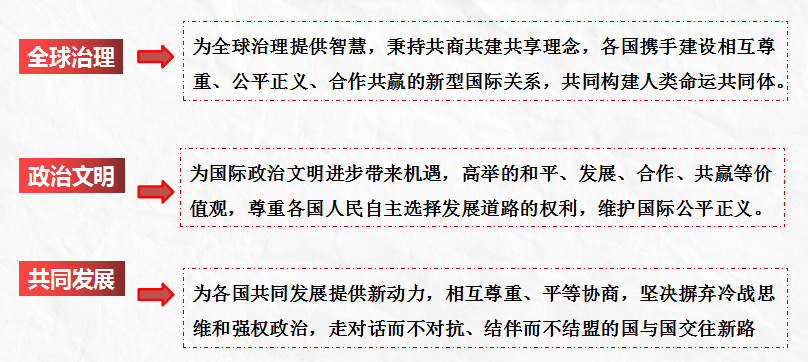 全球治理
为全球治理提供智慧，秉持共商共建共享理念，各国携手建设相互尊
重、公平正义、合作共赢的新型国际关系，共同构建人类命运共同体。
政治文明
为国际政治文明进步带来机遇，高举的和平、发展、合作、共赢等价
值观，尊重各国人民自主选择发展道路的权利，维护国际公平正义。
共同发展
为各国共同发展提供新动力，相互尊重、平等协商，坚决摒弃冷战思
维和强权政治，走对话而不对抗、结伴而不结盟的国与国交往新路